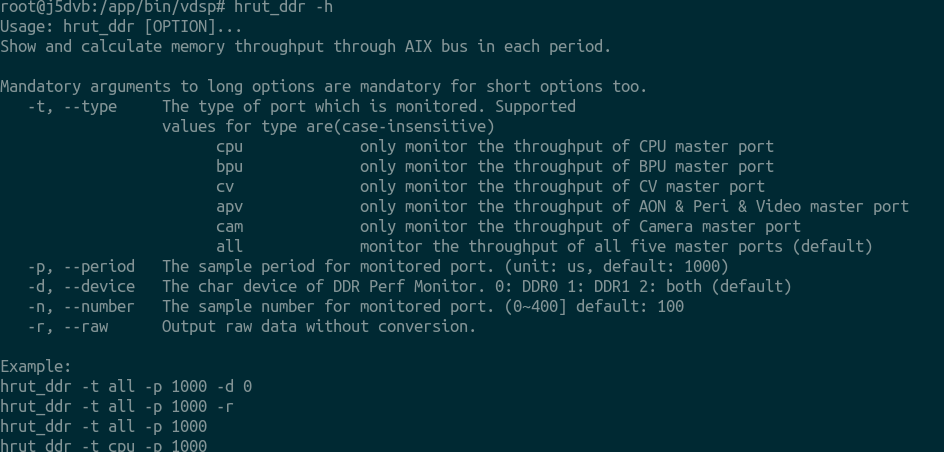 root@j5dvb:/app/bin/vdsp# hrut_ddr -h
Usage: hrut_ddr [OPTION]...
Show and calculate memory throughput through AIX bus in each period.
Mandatory arguments to long options are mandatory for short options too.
-t, --type     The type of port which is monitored. Supported
values for type are(case-insensitive)
cpu             only monitor the throughput of CPU master port
bpu             only monitor the throughput of BPU master port
cv              only monitor the throughput of CV master port
apv             only monitor the throughput of AON & Peri & Video master port
cam             only monitor the throughput of Camera master port
all             monitor the throughput of all five master ports (default)
-p, --period   The sample period for monitored port. (unit: us, default: 1000)
-d, --device   The char device of DDR Perf Monitor. 0: DDR0 1: DDR1 2: both (default)
-n, --number   The sample number for monitored port. (0~400] default: 100
-r, --raw      Output raw data without conversion.
Example:
hrut_ddr -t all -p 1000 -d 0
hrut_ddr -t all -p 1000 -r
hrut_ddr -t all -p 1000
hrut_ddr -t cpu -p 1000